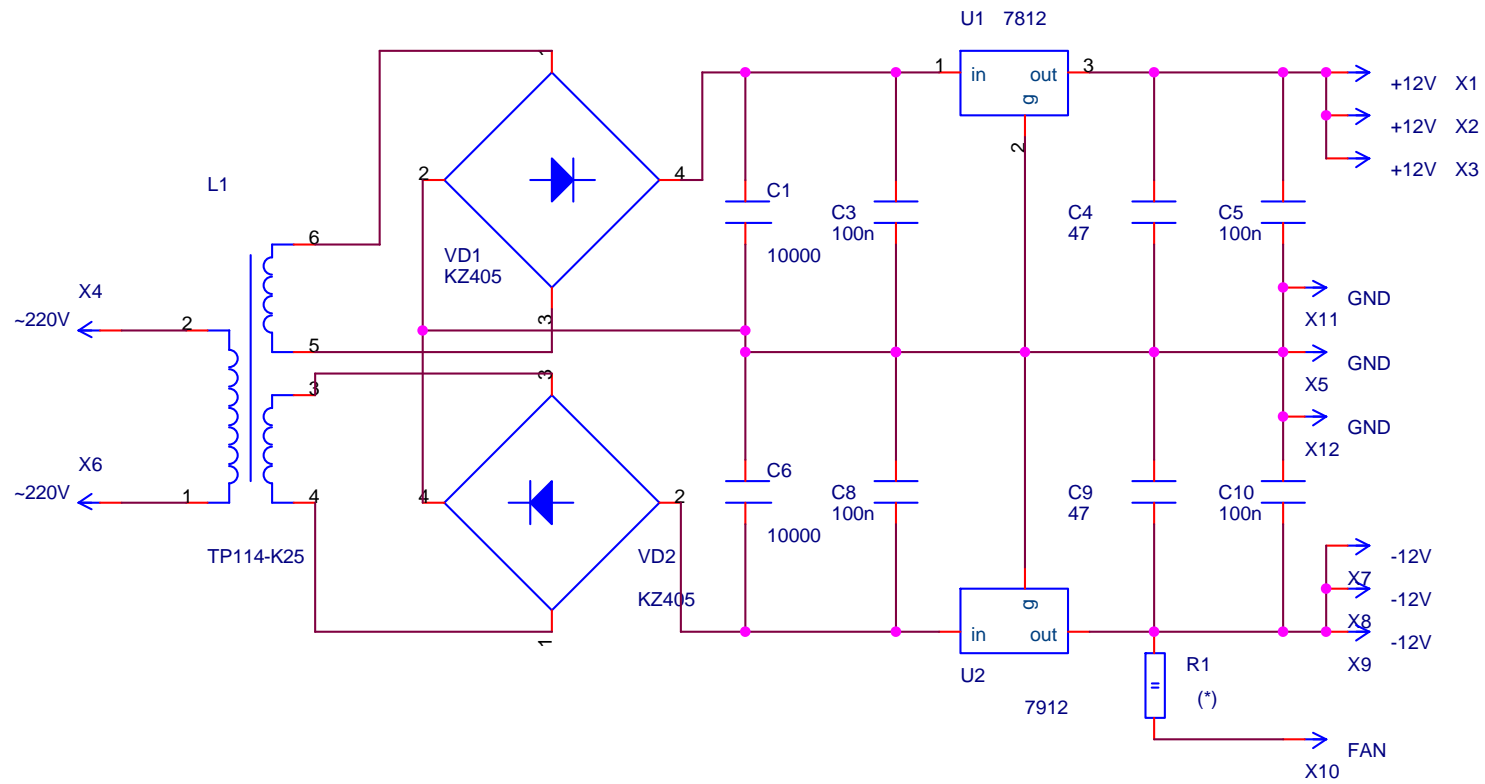 U1 7812
1
1 in out 3
+12V X1
g
+12V X2
2
+12V X3
2
4
L1
C1
C3
100n
C4
47
C5
100n
6
VD1
KZ405
10000
X4
GND
~220V
2
3
X11
5
GND
3
3
X5
GND
X12
X6
C6
~220V
1
4
4
2
C8
100n
C9
47
C10
100n
10000
TP114-K25
VD2
-12V
X7
KZ405
g
-12V
X8
1
in out
-12V
U2
R1
X9
=
(*)
7912
FAN
X10